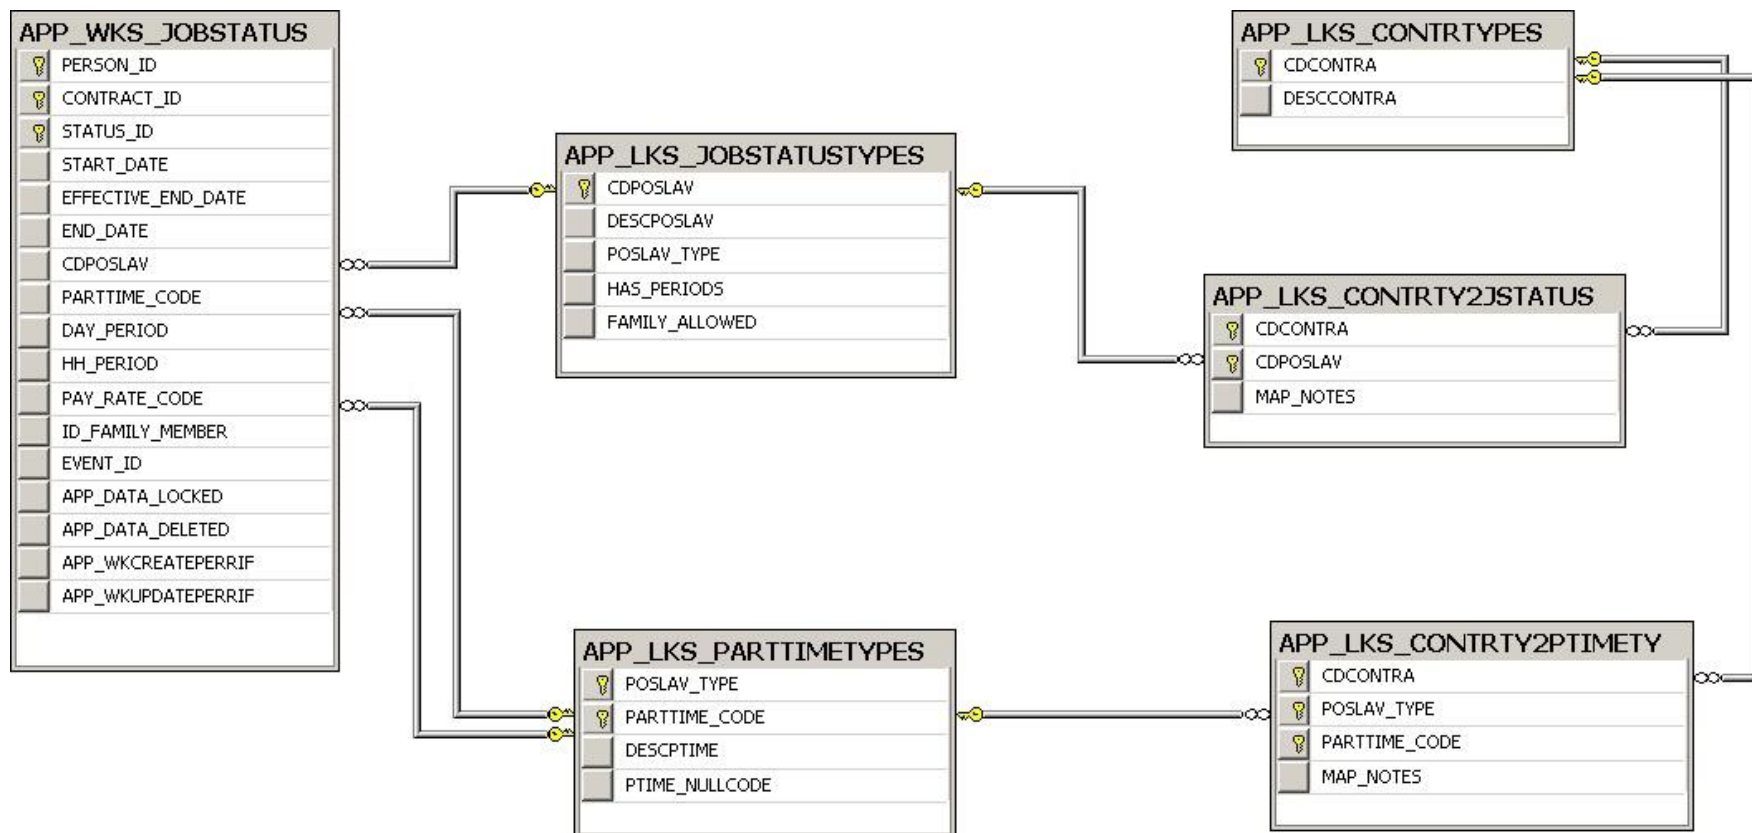 APP_WKS_JOBSTATUS
PERSON_ID
CONTRACT_ID
STATUS_ID
START_DATE
EFFECTIVE_END_DATE
END_DATE
CDPOSLAV
PARTTIME_CODE
DAY_PERIOD
HH_PERIOD
PAY_RATE_CODE
ID_FAMILY_MEMBER
EVENT_ID
APP_DATA_LOCKED
APP_DATA_DELETED
APP_WKCREATEPERRIF
APP_WKUPDATEPERRIF
APP_LKS_JOBSTATUSTYPES
CDPOSLAV
DESCPOSLAV
POSLAV_TYPE
HAS_PERIODS
FAMILY_ALLOWED
APP_LKS_CONTRTYPES
CDCONTRA
DESCCONTRA
APP_LKS_CONTRTY2JSTATUS
CDCONTRA
CDPOSLAV
MAP_NOTES
APP_LKS_PARTTIMETYPES
POSLAV_TYPE
PARTTIME_CODE
DESCPTIME
PTIME_NULLCODE
APP_LKS_CONTRTY2PTIMETY
CDCONTRA
POSLAV_TYPE
PARTTIME_CODE
MAP_NOTES